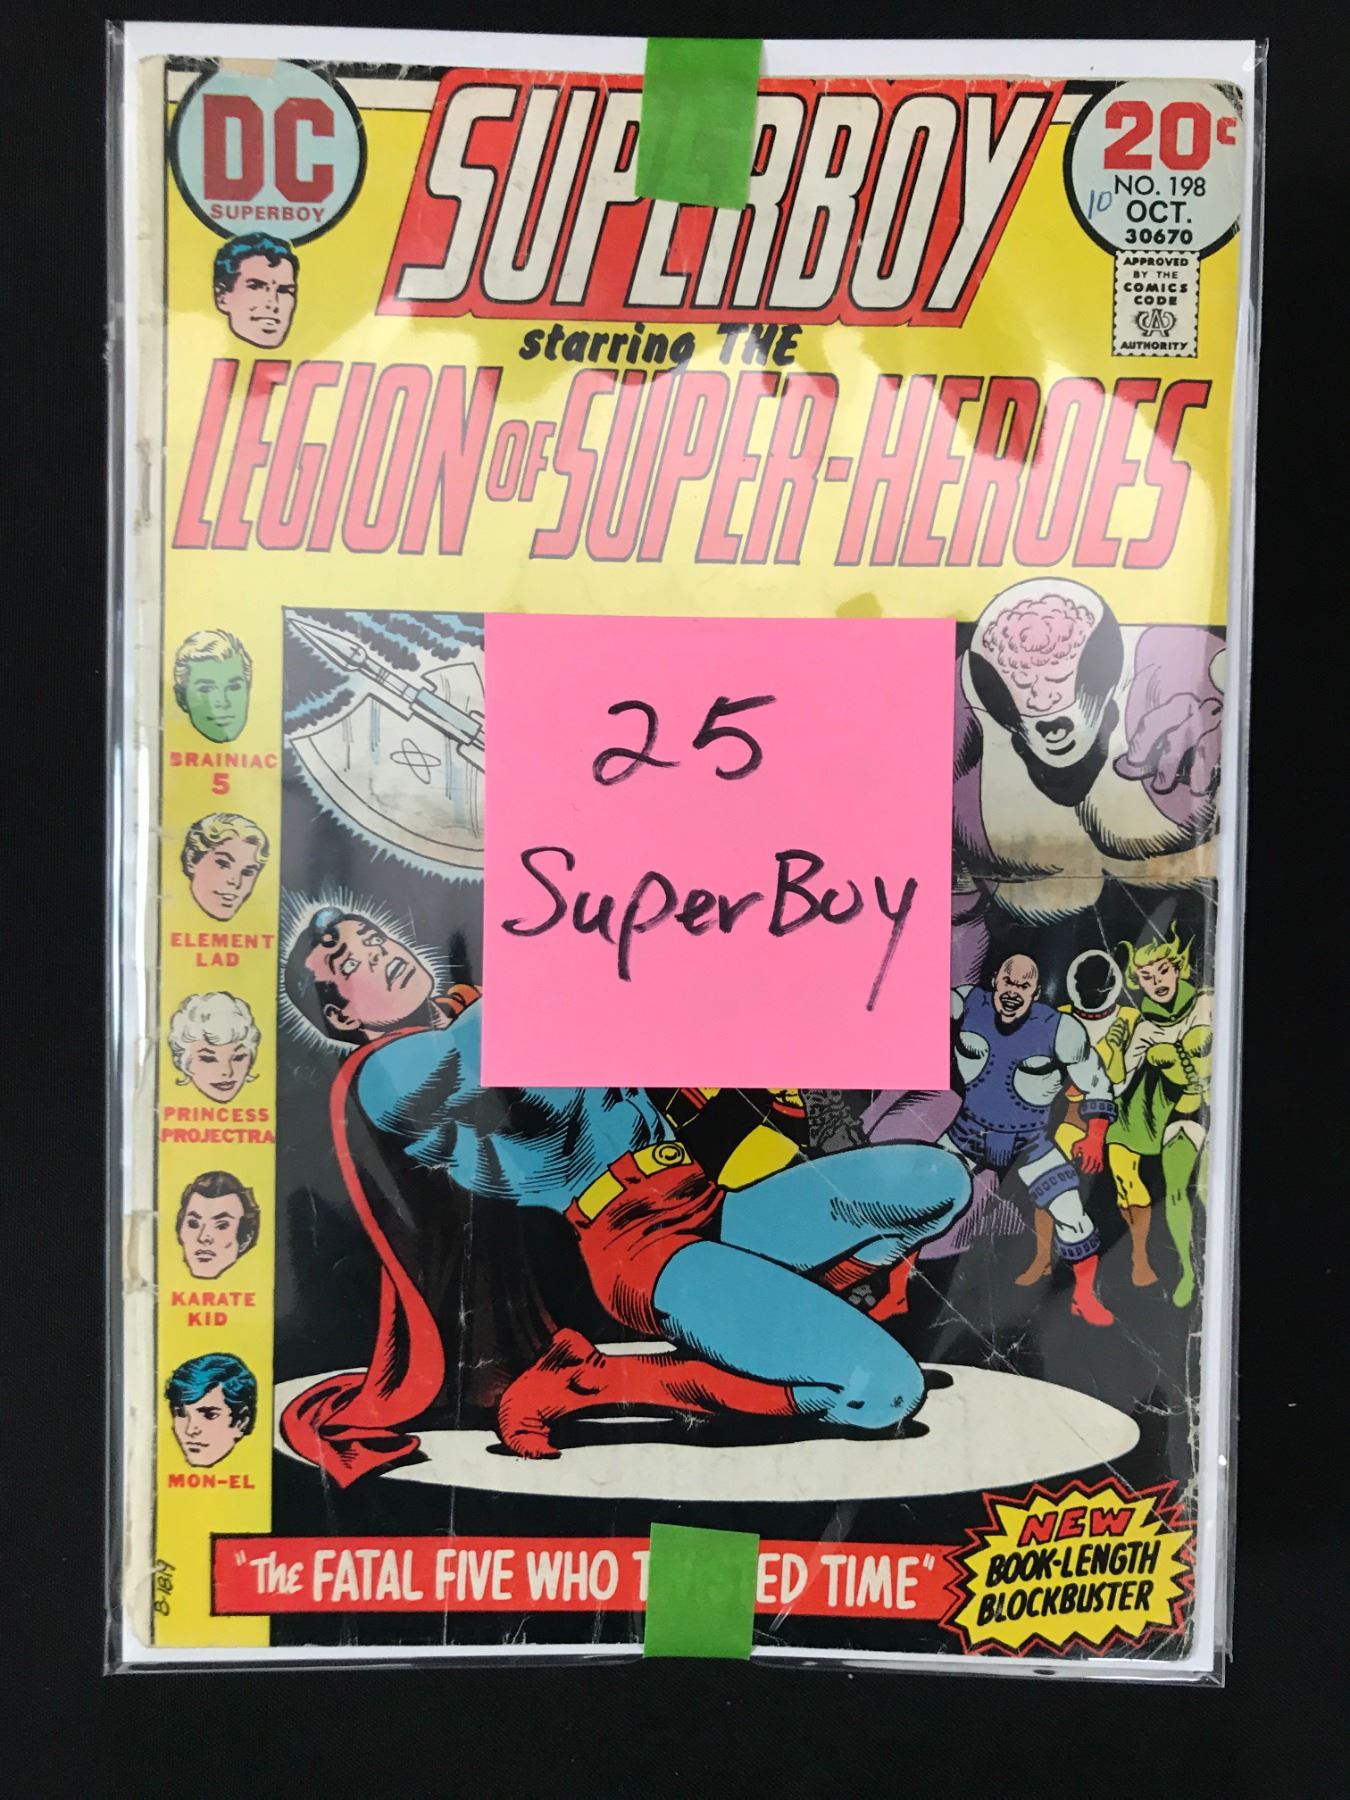 DC
SUPERBOY
SUPERBOY
20¢
NO. 198
10
OCT.
30670
APPROVED
BY THE
COMICS
CODE
CA
AUTHORITY
starring THE
LEGION OF SUPER-HEROES
25
SuperBoy
BRAINIAC
5
ELEMENT
LAD
PRINCESS
PROJECTRA
KARATE
KID
MON-EL
B-1819
"The FATAL FIVE WHO T ED TIME"
NEW
BOOK-LENGTH
BLOCKBUSTER